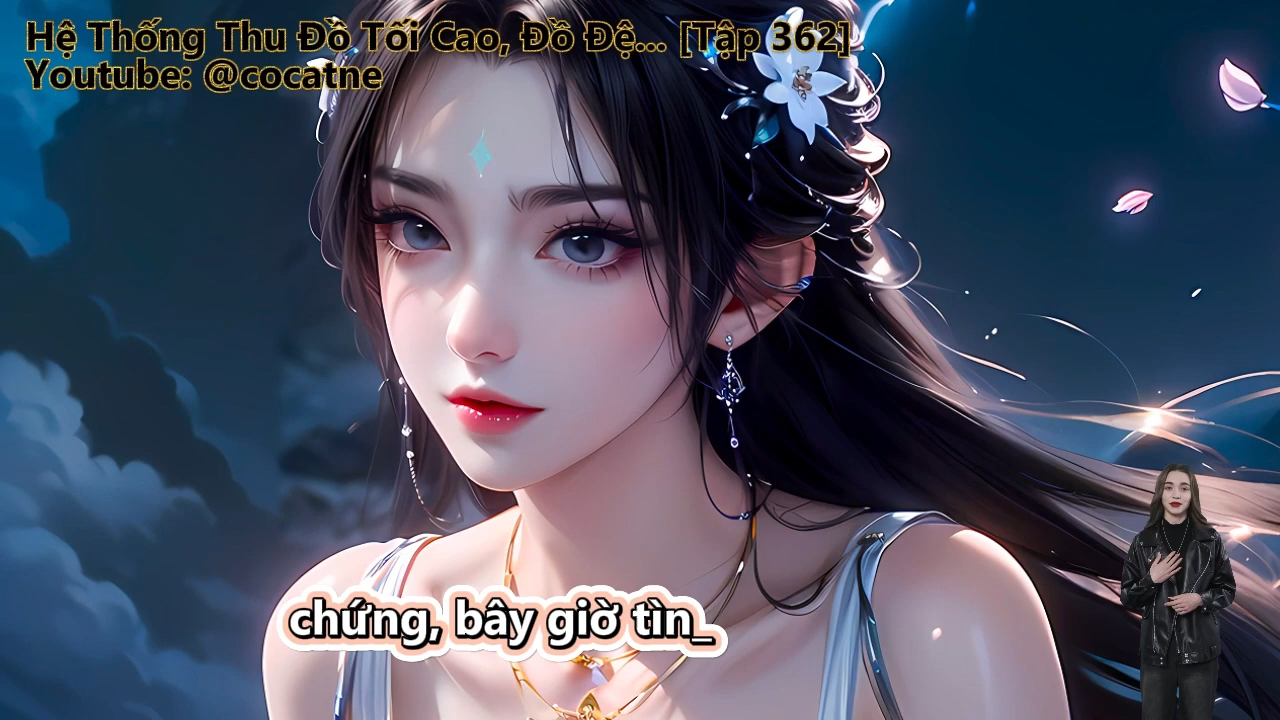 Hệ Thống Thu Đồ Tối Cao, Đồ Đệ... [Tập 362]
Youtube: @cocatne
chứng, bây giờ tìn_